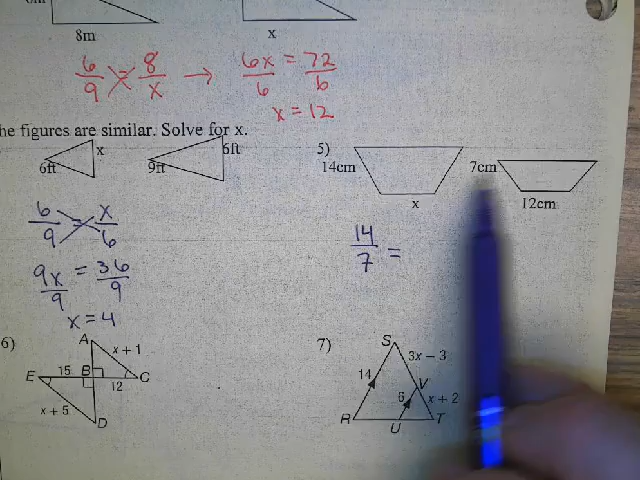 8m
x
6/9 = 8/x → 6x/6 = 72/6
x = 12
he figures are similar. Solve for x.
x
6ft
9ft
6ft
5)
14cm
x
7cm
12cm
6/9 = x/6
9x/9 = 36/9
x = 4
14/7 =
6)
A
x + 1
E
15
B
12
C
x + 5
D
7)
S
3x − 3
14
V
6
x + 2
R
U
T